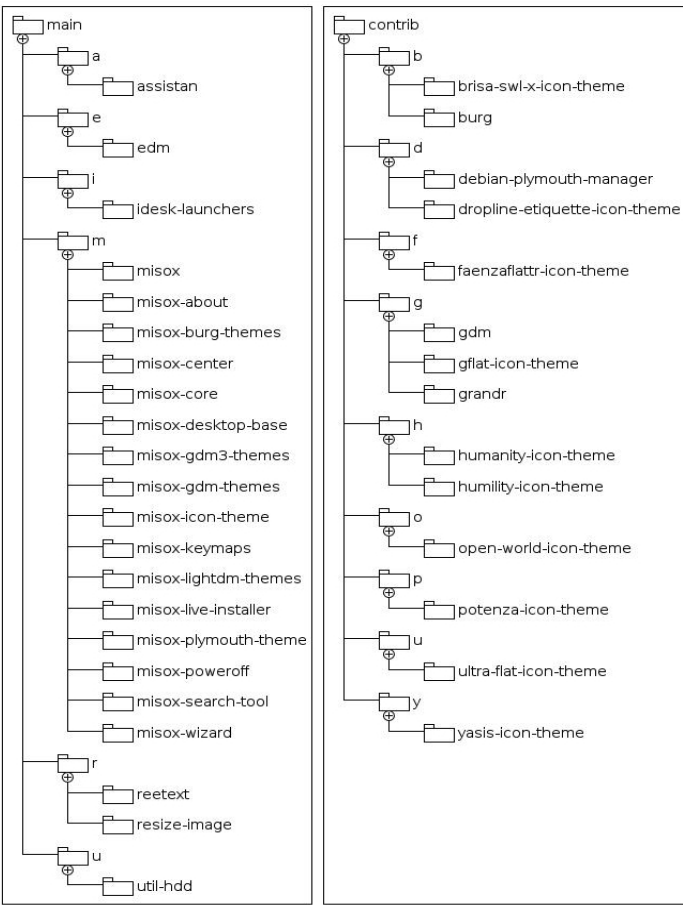 main
a
assistan
e
edm
i
idesk-launchers
m
misox
misox-about
misox-burg-themes
misox-center
misox-core
misox-desktop-base
misox-gdm3-themes
misox-gdm-themes
misox-icon-theme
misox-keymaps
misox-lightdm-themes
misox-live-installer
misox-plymouth-theme
misox-poweroff
misox-search-tool
misox-wizard
r
reetext
resize-image
u
util-hdd
contrib
b
brisa-swl-x-icon-theme
burg
d
debian-plymouth-manager
dropline-etiquette-icon-theme
f
faenzaflattr-icon-theme
g
gdm
gflat-icon-theme
grandr
h
humanity-icon-theme
humility-icon-theme
o
open-world-icon-theme
p
potenza-icon-theme
u
ultra-flat-icon-theme
y
yasis-icon-theme